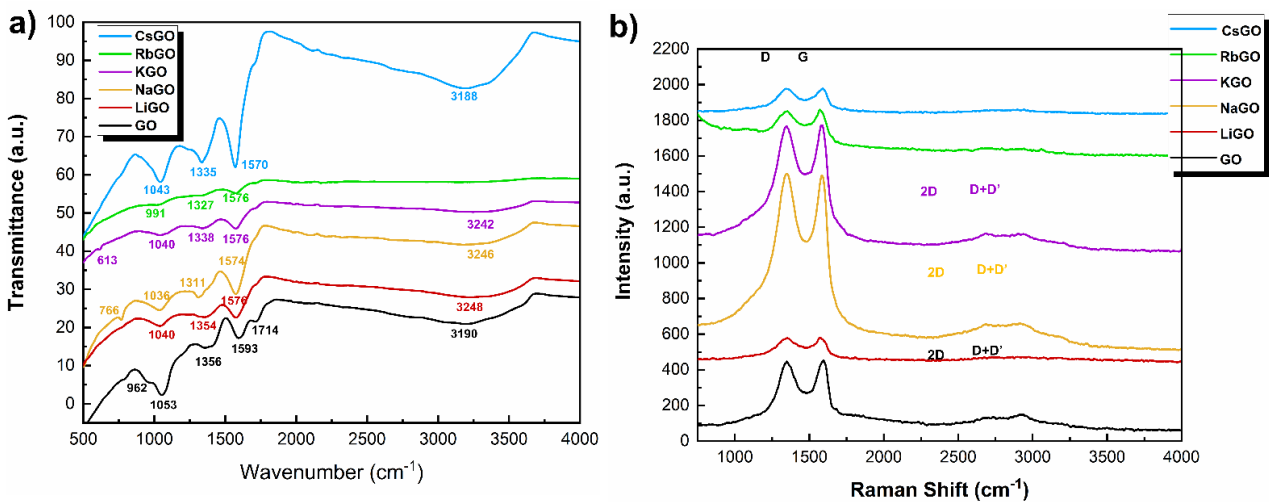 a)
CsGO
RbGO
KGO
NaGO
LiGO
GO
100
90
80
70
60
50
40
30
20
10
0
Transmittance (a.u.)
1043
1335
1570
3188
991
1327
1576
613
1040
1338
1576
3242
766
1036
1311
1574
3246
1040
1354
1576
3248
962
1053
1356
1593
1714
3190
500
1000
1500
2000
2500
3000
3500
4000
Wavenumber (cm-1)
b)
CsGO
RbGO
KGO
NaGO
LiGO
GO
2200
2000
1800
1600
1400
1200
1000
800
600
400
200
0
Intensity (a.u.)
D G
2D D+D’
2D D+D’
2D D+D’
1000
1500
2000
2500
3000
3500
4000
Raman Shift (cm-1)